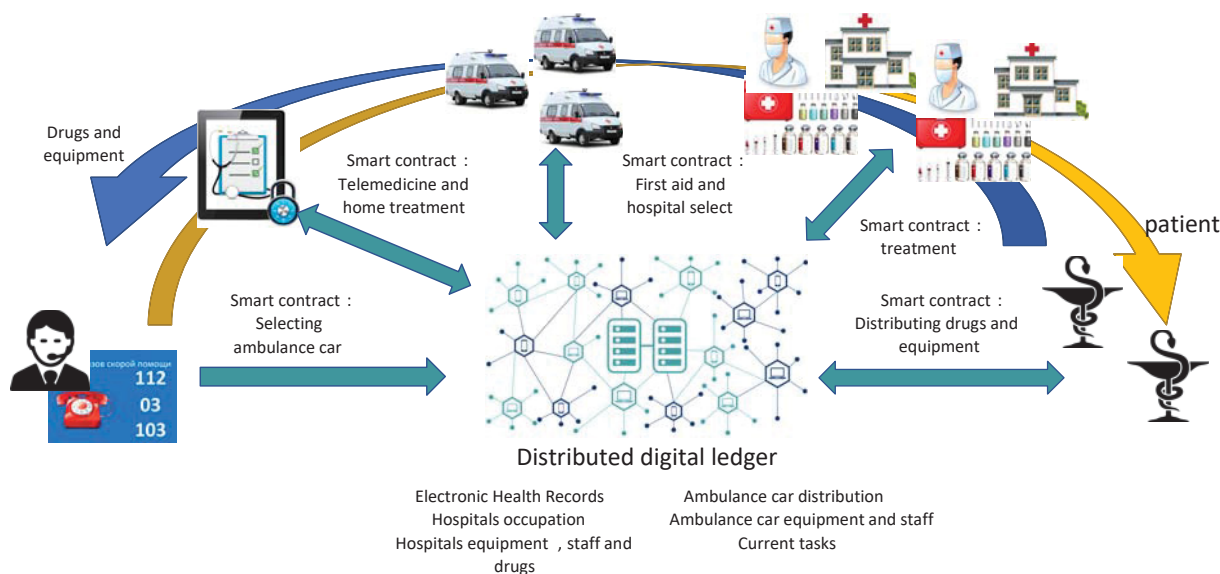 Drugs and
equipment
Smart contract：
Telemedicine and
home treatment
Smart contract：
First aid and
hospital select
Smart contract：
treatment
patient
Smart contract：
Selecting
ambulance car
Smart contract：
Distributing drugs and
equipment
зов скорой помощи
112
03
103
Distributed digital ledger
Electronic Health Records
Hospitals occupation
Hospitals equipment , staff and
drugs
Ambulance car distribution
Ambulance car equipment and staff
Current tasks